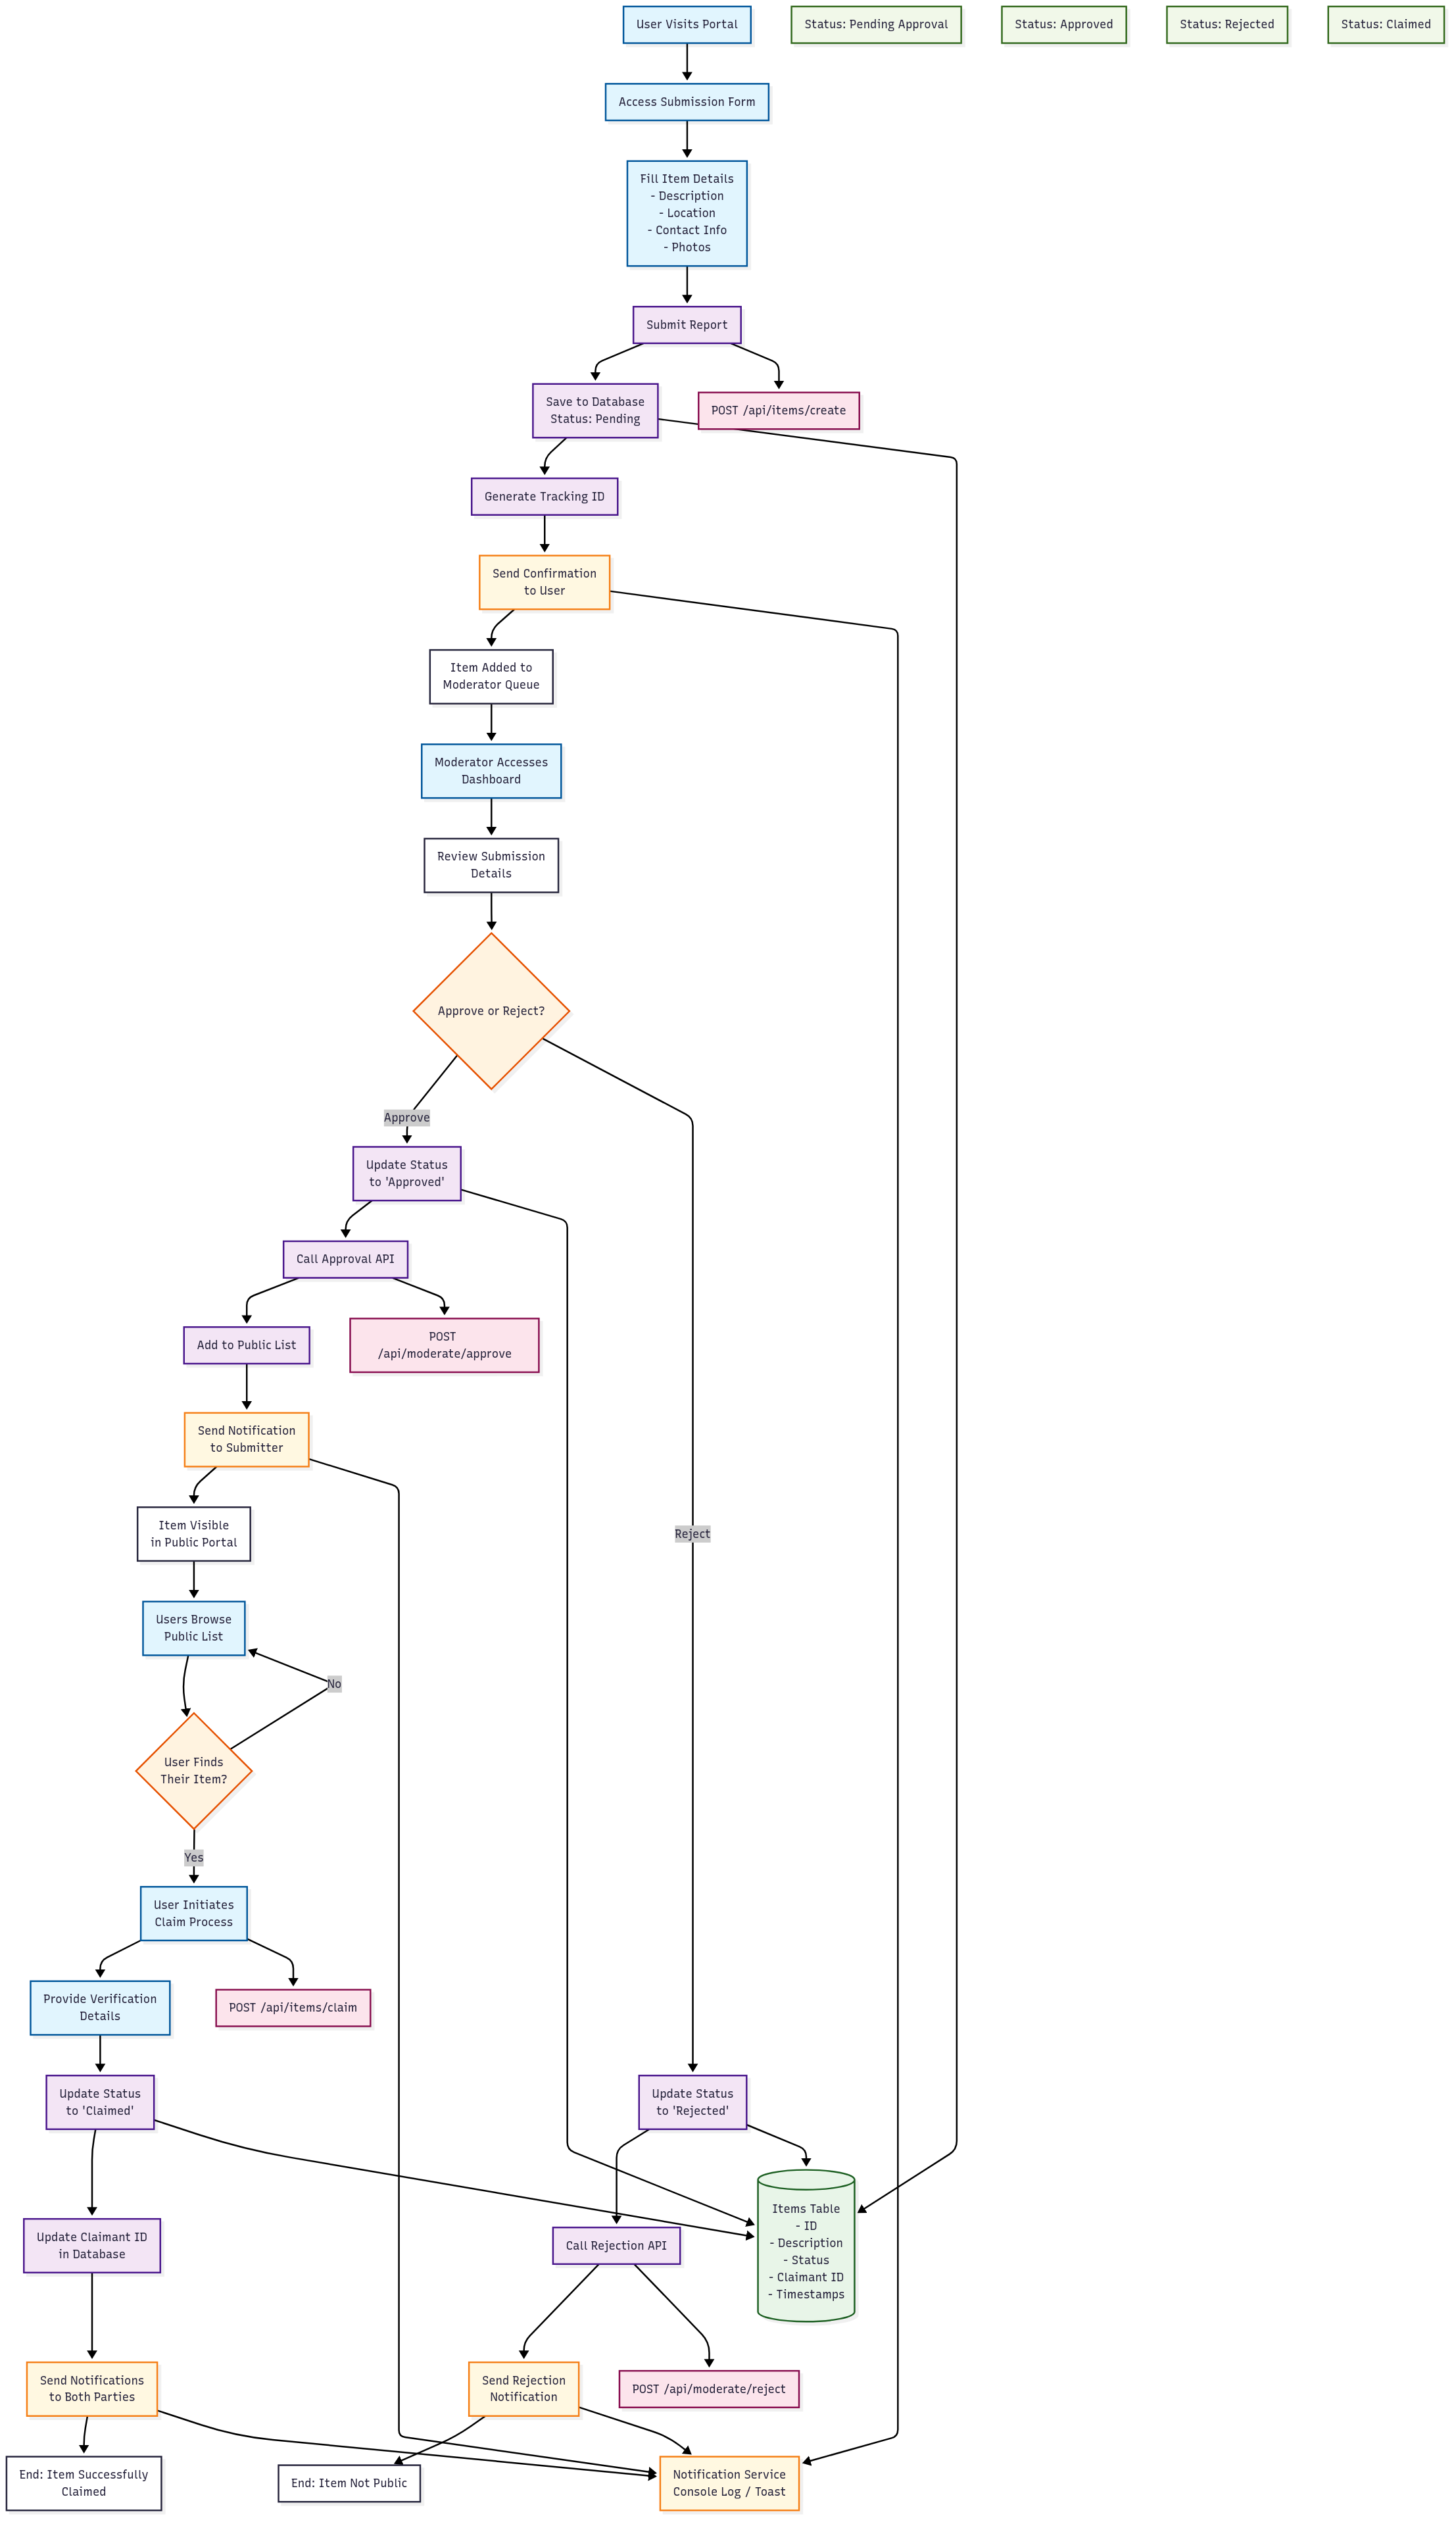 User Visits Portal
Status: Pending Approval
Status: Approved
Status: Rejected
Status: Claimed
Access Submission Form
Fill Item Details
- Description
- Location
- Contact Info
- Photos
Submit Report
Save to Database
Status: Pending
POST /api/items/create
Generate Tracking ID
Send Confirmation
to User
Item Added to
Moderator Queue
Moderator Accesses
Dashboard
Review Submission
Details
Approve or Reject?
Approve
Update Status
to 'Approved'
Call Approval API
Add to Public List
POST
/api/moderate/approve
Send Notification
to Submitter
Item Visible
in Public Portal
Reject
Users Browse
Public List
No
User Finds
Their Item?
Yes
User Initiates
Claim Process
Provide Verification
Details
POST /api/items/claim
Update Status
to 'Claimed'
Update Status
to 'Rejected'
Update Claimant ID
in Database
Call Rejection API
Items Table
- ID
- Description
- Status
- Claimant ID
- Timestamps
Send Notifications
to Both Parties
Send Rejection
Notification
POST /api/moderate/reject
End: Item Successfully
Claimed
End: Item Not Public
Notification Service
Console Log / Toast